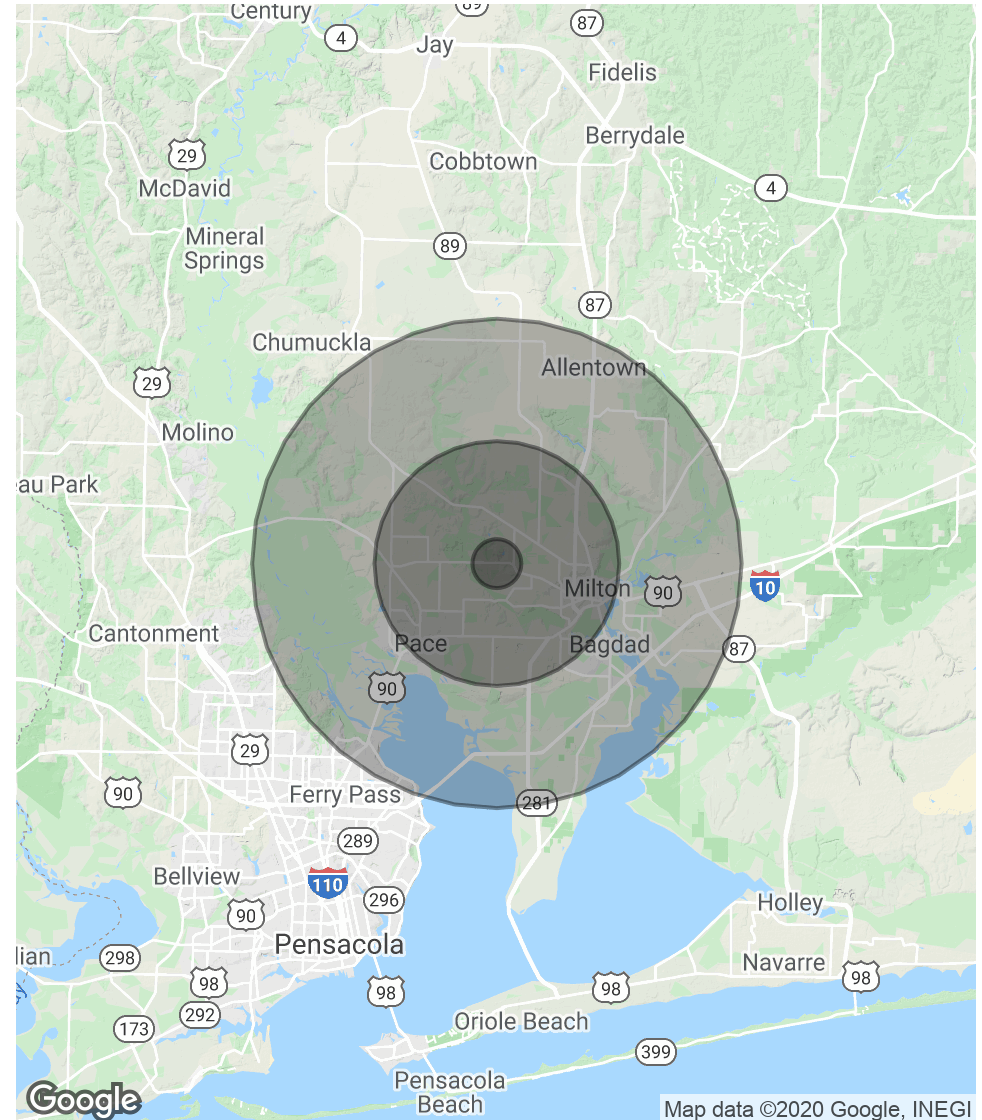 Century
89
87
4
Jay
Fidelis
Berrydale
29
Cobbtown
McDavid
4
Mineral
Springs
89
87
Chumuckla
Allentown
29
Molino
au Park
10
Milton
90
Cantonment
Pace
Bagdad
87
90
29
90
Ferry Pass
281
289
Bellview
110
296
90
Holley
Pensacola
lian
298
Navarre
98
98
98
98
292
173
Oriole Beach
399
Pensacola
Beach
Google
Map data ©2020 Google, INEGI